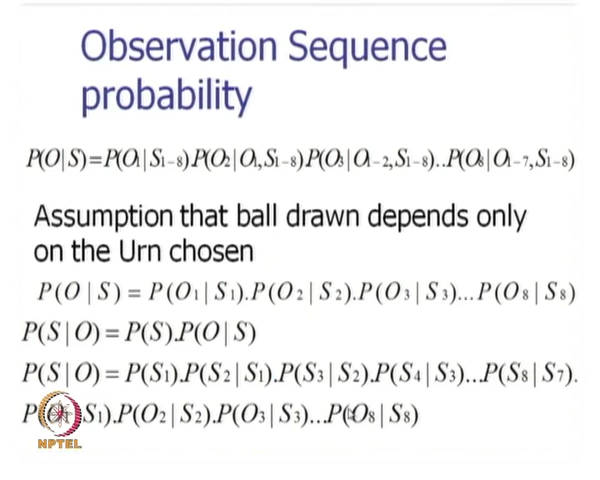 Observation Sequence
probability
P(O|S)=P(O1|S1-8).P(O2|O1,S1-8)P(O3|O1-2,S1-8)..P(O8|O1-7,S1-8)
Assumption that ball drawn depends only
on the Urn chosen
P(O|S) = P(O1|S1).P(O2|S2).P(O3|S3)...P(O8|S8)
P(S|O) = P(S).P(O|S)
P(S|O) = P(S1).P(S2|S1).P(S3|S2).P(S4|S3)...P(S8|S7).
S1).P(O2|S2).P(O3|S3)...P(O8|S8)
NPTEL